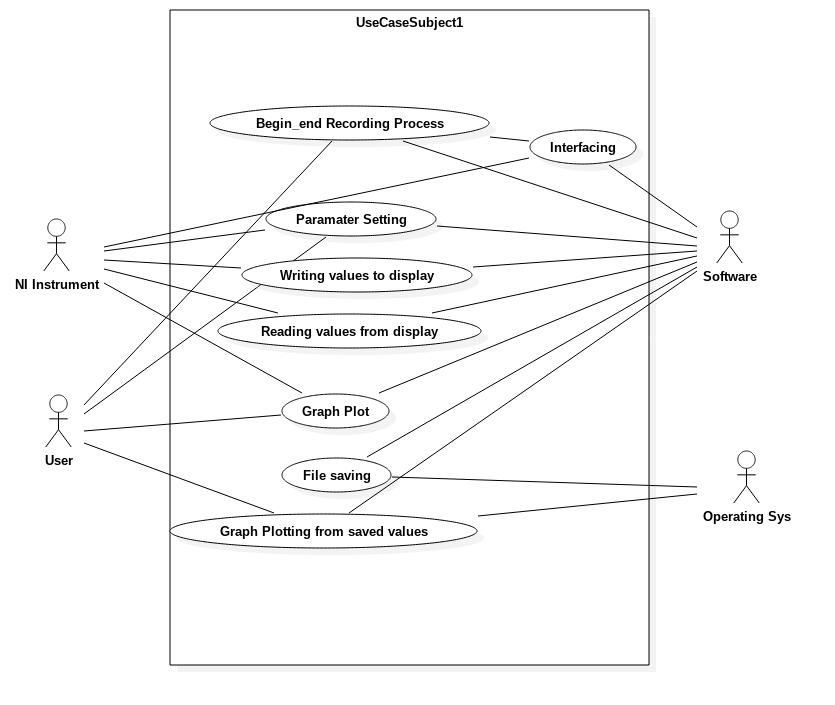 UseCaseSubject1
Begin_end Recording Process
Interfacing
Paramater Setting
NI Instrument
Software
Writing values to display
Reading values from display
Graph Plot
User
File saving
Operating Sys
Graph Plotting from saved values